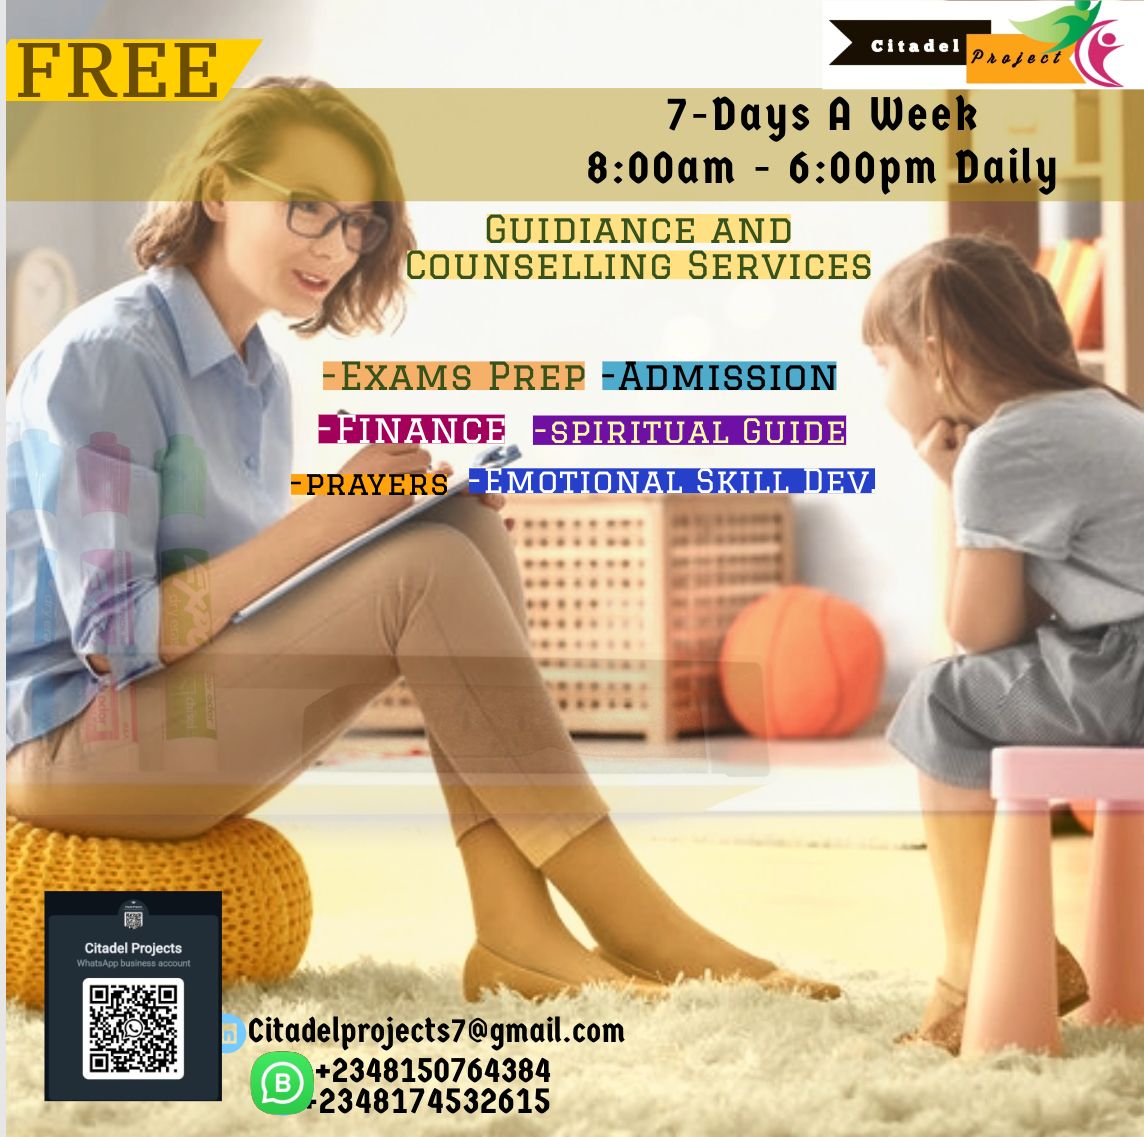 FREE
Citadel
Project
7-Days A Week
8:00am - 6:00pm Daily
Guidiance and
Counselling Services
-Exams Prep -Admission
-Finance -spiritual Guide
-prayers -Emotional Skill Dev.
Citadel Projects
WhatsApp business account
Citadelprojects7@gmail.com
+2348150764384
+2348174532615